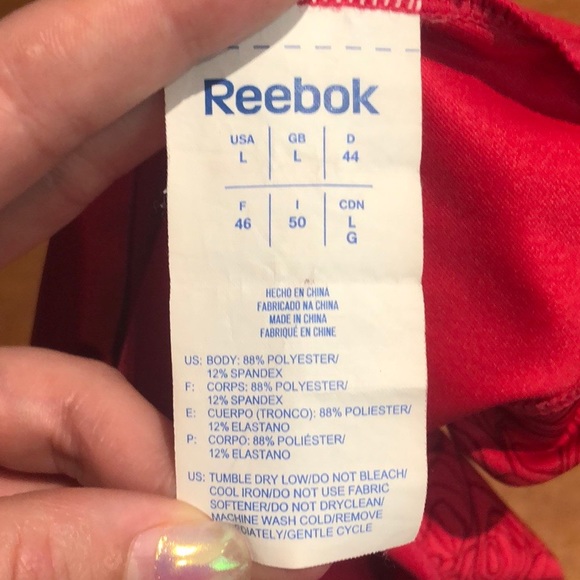 Reebok
USA GB D
L L 44
F I CDN
46 50 L
G
HECHO EN CHINA
FABRICADO NA CHINA
MADE IN CHINA
FABRIQUÉ EN CHINE
US: BODY: 88% POLYESTER/
12% SPANDEX
F: CORPS: 88% POLYESTER/
12% SPANDEX
E: CUERPO (TRONCO): 88% POLIESTER/
12% ELASTANO
P: CORPO: 88% POLIÉSTER/
12% ELASTANO
US: TUMBLE DRY LOW/DO NOT BLEACH/
COOL IRON/DO NOT USE FABRIC
SOFTENER/DO NOT DRYCLEAN/
MACHINE WASH COLD/REMOVE
EDIATELY/GENTLE CYCLE